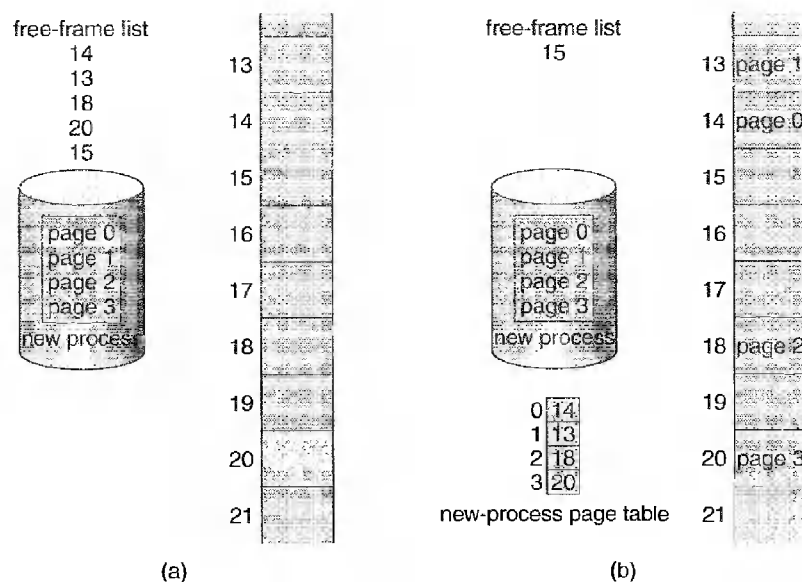 free-frame list
14
13
18
20
15
13
14
15
16
17
18
19
20
21
page 0
page 1
page 2
page 3
new process
(a)
free-frame list
15
13 page 1
14 page 0
15
16
17
18 page 2
19
20 page 3
21
page 0
page 1
page 2
page 3
new process
0 14
1 13
2 18
3 20
new-process page table
(b)